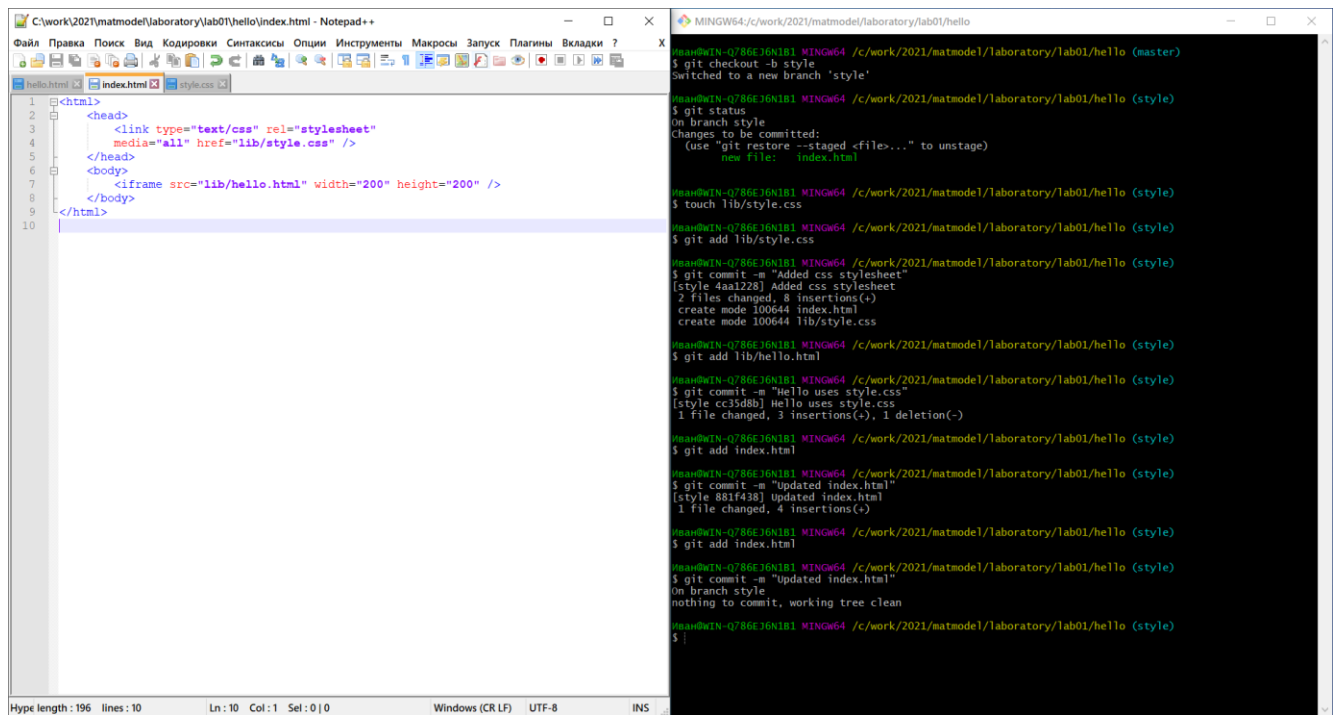 C:\work\2021\matmodel\laboratory\lab01\hello\index.html - Notepad++
Файл Правка Поиск Вид Кодировки Синтаксисы Опции Инструменты Макросы Запуск Плагины Вкладки ? X
hello.html index.html style.css
1 <html>
2 <head>
3 <link type="text/css" rel="stylesheet"
4 media="all" href="lib/style.css" />
5 </head>
6 <body>
7 <iframe src="lib/hello.html" width="200" height="200" />
8 </body>
9 </html>
10
Hype length : 196 lines : 10 Ln : 10 Col : 1 Sel : 0 | 0 Windows (CR LF) UTF-8 INS
MINGW64:/c/work/2021/matmodel/laboratory/lab01/hello
Иван@WIN-Q786EJ6N1B1 MINGW64 /c/work/2021/matmodel/laboratory/lab01/hello (master)
$ git checkout -b style
Switched to a new branch 'style'
Иван@WIN-Q786EJ6N1B1 MINGW64 /c/work/2021/matmodel/laboratory/lab01/hello (style)
$ git status
On branch style
Changes to be committed:
(use "git restore --staged <file>..." to unstage)
new file: index.html
Иван@WIN-Q786EJ6N1B1 MINGW64 /c/work/2021/matmodel/laboratory/lab01/hello (style)
$ touch lib/style.css
Иван@WIN-Q786EJ6N1B1 MINGW64 /c/work/2021/matmodel/laboratory/lab01/hello (style)
$ git add lib/style.css
Иван@WIN-Q786EJ6N1B1 MINGW64 /c/work/2021/matmodel/laboratory/lab01/hello (style)
$ git commit -m "Added css stylesheet"
[style 4aa1228] Added css stylesheet
2 files changed, 8 insertions(+)
create mode 100644 index.html
create mode 100644 lib/style.css
Иван@WIN-Q786EJ6N1B1 MINGW64 /c/work/2021/matmodel/laboratory/lab01/hello (style)
$ git add lib/hello.html
Иван@WIN-Q786EJ6N1B1 MINGW64 /c/work/2021/matmodel/laboratory/lab01/hello (style)
$ git commit -m "Hello uses style.css"
[style cc35d8b] Hello uses style.css
1 file changed, 3 insertions(+), 1 deletion(-)
Иван@WIN-Q786EJ6N1B1 MINGW64 /c/work/2021/matmodel/laboratory/lab01/hello (style)
$ git add index.html
Иван@WIN-Q786EJ6N1B1 MINGW64 /c/work/2021/matmodel/laboratory/lab01/hello (style)
$ git commit -m "Updated index.html"
[style 881f438] Updated index.html
1 file changed, 4 insertions(+)
Иван@WIN-Q786EJ6N1B1 MINGW64 /c/work/2021/matmodel/laboratory/lab01/hello (style)
$ git add index.html
Иван@WIN-Q786EJ6N1B1 MINGW64 /c/work/2021/matmodel/laboratory/lab01/hello (style)
$ git commit -m "Updated index.html"
On branch style
nothing to commit, working tree clean
Иван@WIN-Q786EJ6N1B1 MINGW64 /c/work/2021/matmodel/laboratory/lab01/hello (style)
$